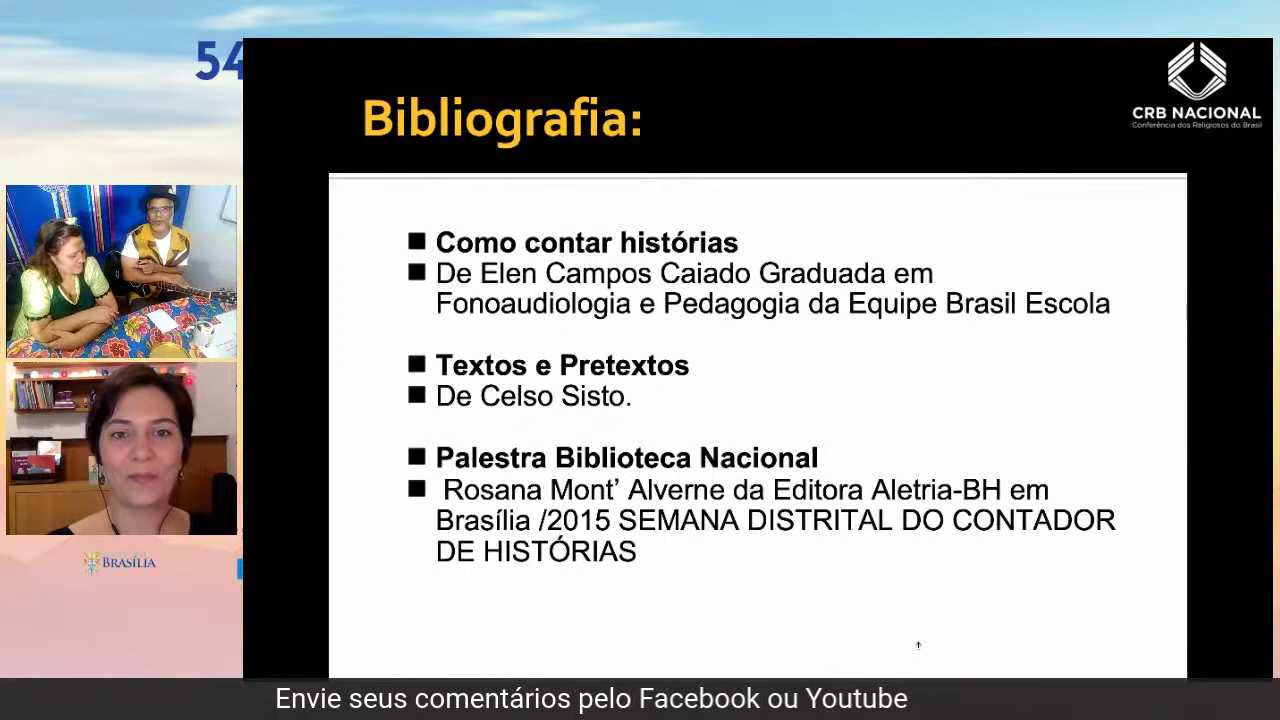 54
Bibliografia:
CRB NACIONAL
Conferência dos Religiosos do Brasil
Como contar histórias
De Elen Campos Caiado Graduada em
Fonoaudiologia e Pedagogia da Equipe Brasil Escola
Textos e Pretextos
De Celso Sisto.
Palestra Biblioteca Nacional
Rosana Mont’ Alverne da Editora Aletria-BH em
Brasília /2015 SEMANA DISTRITAL DO CONTADOR
DE HISTÓRIAS
BRASÍLIA
Envie seus comentários pelo Facebook ou Youtube